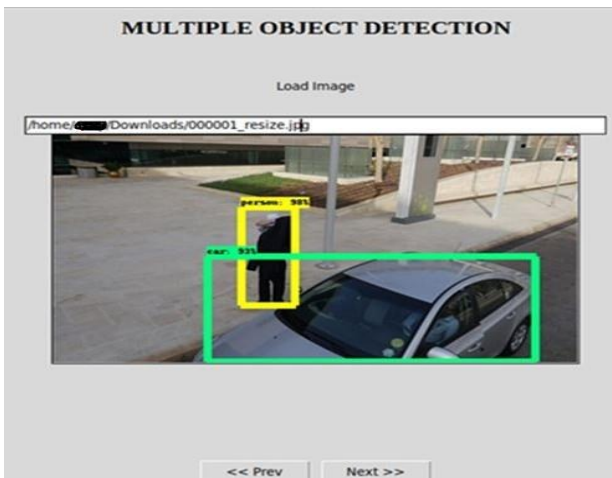 MULTIPLE OBJECT DETECTION
Load Image
/home/ /Downloads/000001_resize.jpg
person: 98%
car: 93%
<< Prev Next >>